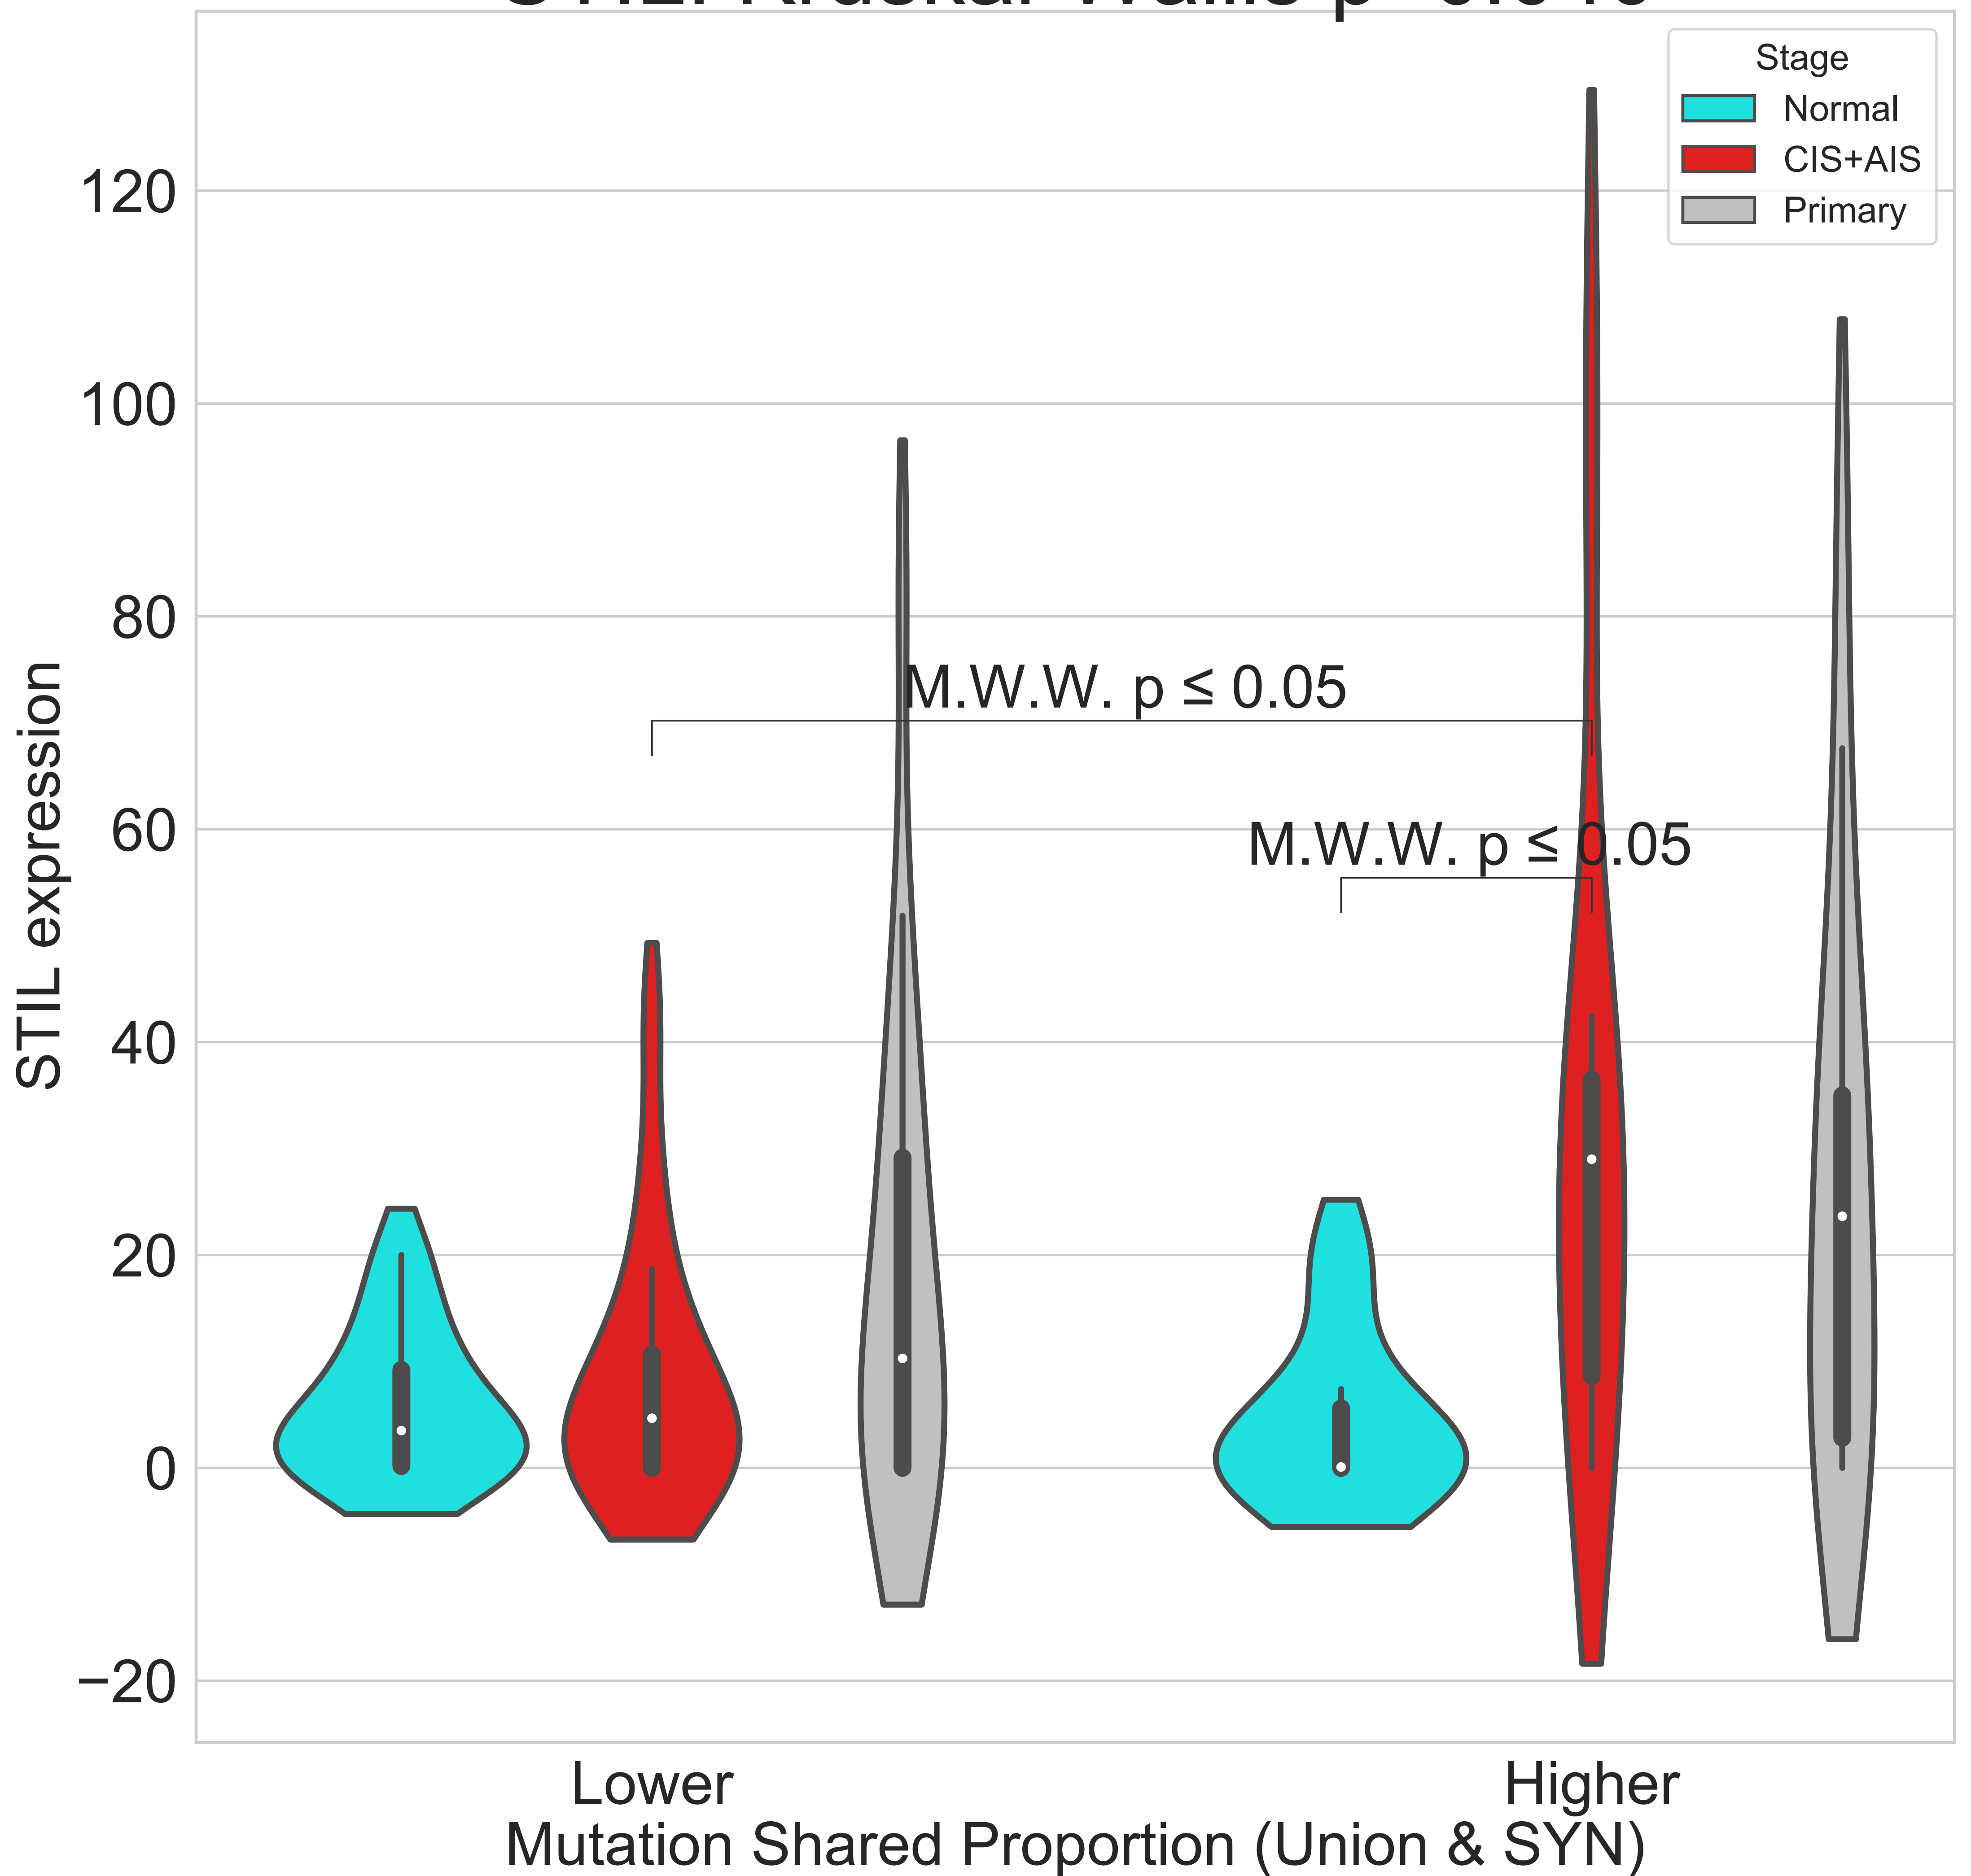 Stage
Normal
CIS+AIS
Primary
120
100
80
60
40
20
0
−20
STIL expression
M.W.W. p ≤ 0.05
M.W.W. p ≤ 0.05
Lower
Higher
Mutation Shared Proportion (Union & SYN)